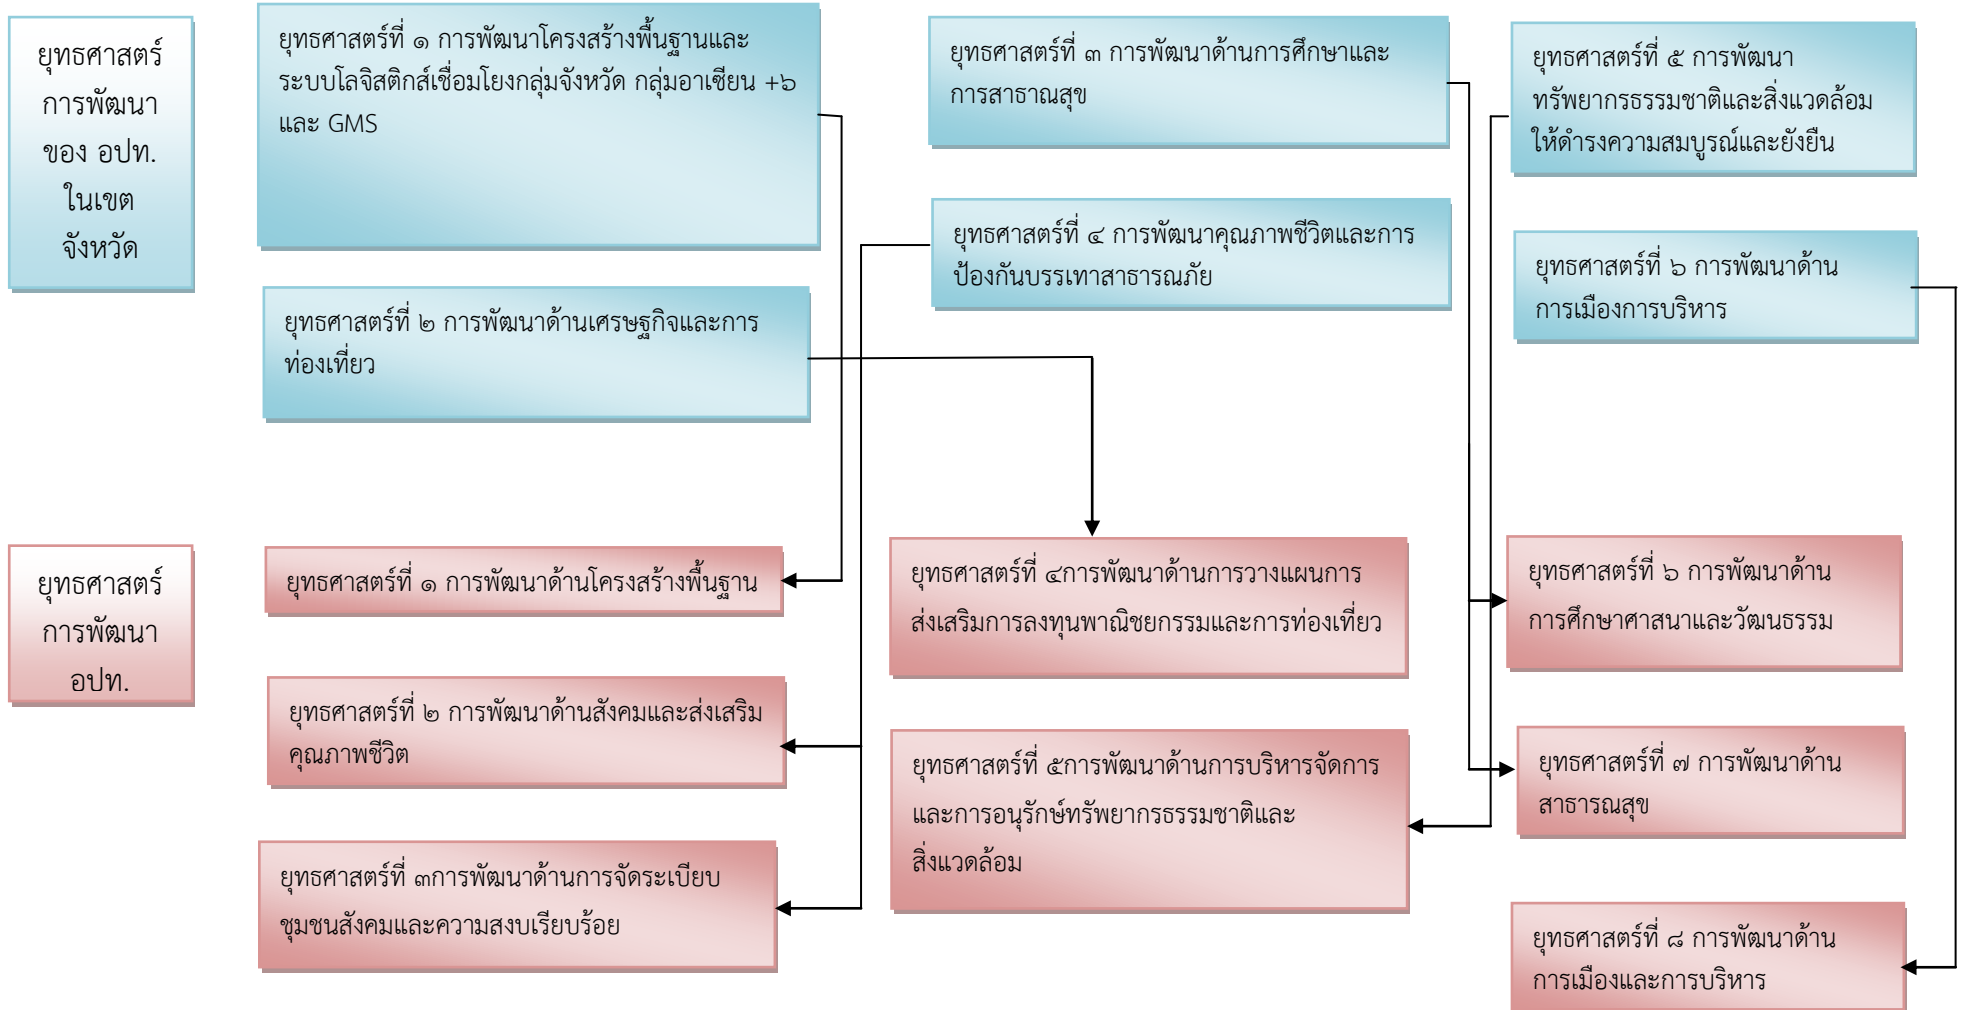 ยุทธศาสตร์
การพัฒนา
ของ อปท.
ในเขต
จังหวัด
ยุทธศาสตร์ที่ ๑ การพัฒนาโครงสร้างพื้นฐานและ
ระบบโลจิสติกส์เชื่อมโยงกลุ่มจังหวัด กลุ่มอาเซียน +๖
และ GMS
ยุทธศาสตร์ที่ ๒ การพัฒนาด้านเศรษฐกิจและการ
ท่องเที่ยว
ยุทธศาสตร์ที่ ๓ การพัฒนาด้านการศึกษาและ
การสาธาณสุข
ยุทธศาสตร์ที่ ๔ การพัฒนาคุณภาพชีวิตและการ
ป้องกันบรรเทาสาธารณภัย
ยุทธศาสตร์ที่ ๕ การพัฒนา
ทรัพยากรธรรมชาติและสิ่งแวดล้อม
ให้ดำรงความสมบูรณ์และยั่งยืน
ยุทธศาสตร์ที่ ๖ การพัฒนาด้าน
การเมืองการบริหาร
ยุทธศาสตร์
การพัฒนา
อปท.
ยุทธศาสตร์ที่ ๑ การพัฒนาด้านโครงสร้างพื้นฐาน
ยุทธศาสตร์ที่ ๒ การพัฒนาด้านสังคมและส่งเสริม
คุณภาพชีวิต
ยุทธศาสตร์ที่ ๓การพัฒนาด้านการจัดระเบียบ
ชุมชนสังคมและความสงบเรียบร้อย
ยุทธศาสตร์ที่ ๔การพัฒนาด้านการวางแผนการ
ส่งเสริมการลงทุนพาณิชยกรรมและการท่องเที่ยว
ยุทธศาสตร์ที่ ๕การพัฒนาด้านการบริหารจัดการ
และการอนุรักษ์ทรัพยากรธรรมชาติและ
สิ่งแวดล้อม
ยุทธศาสตร์ที่ ๖ การพัฒนาด้าน
การศึกษาศาสนาและวัฒนธรรม
ยุทธศาสตร์ที่ ๗ การพัฒนาด้าน
สาธารณสุข
ยุทธศาสตร์ที่ ๘ การพัฒนาด้าน
การเมืองและการบริหาร